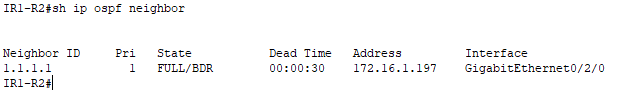 IR1-R2#sh ip ospf neighbor
Neighbor ID     Pri   State           Dead Time   Address         Interface
1.1.1.1           1   FULL/BDR        00:00:30    172.16.1.197    GigabitEthernet0/2/0
IR1-R2#